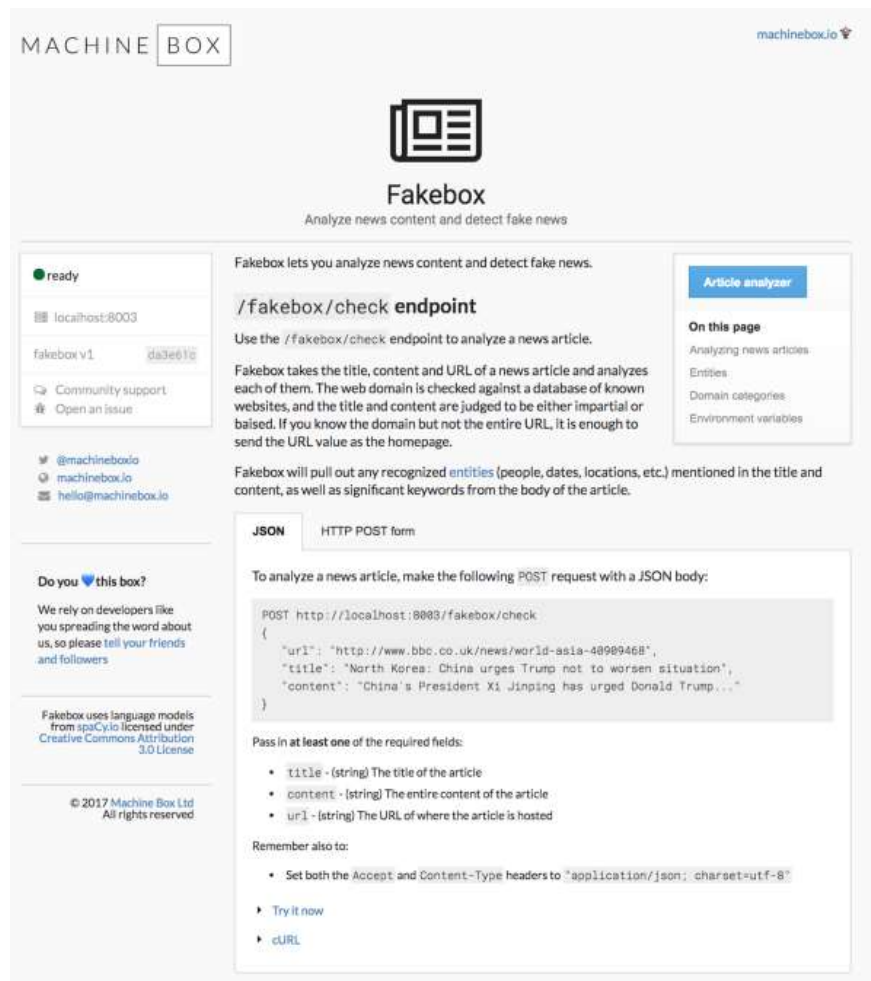 MACHINE BOX
machinebox.io
Fakebox
Analyze news content and detect fake news
ready
localhost:8003
fakebox v1 da3e61c
Community support
Open an issue
@machineboxio
machinebox.io
hello@machinebox.io
Do you 💙 this box?
We rely on developers like
you spreading the word about
us, so please tell your friends
and followers
Fakebox uses language models
from spaCy.io licensed under
Creative Commons Attribution
3.0 License
© 2017 Machine Box Ltd
All rights reserved
Fakebox lets you analyze news content and detect fake news.
/fakebox/check endpoint
Use the /fakebox/check endpoint to analyze a news article.
Fakebox takes the title, content and URL of a news article and analyzes
each of them. The web domain is checked against a database of known
websites, and the title and content are judged to be either impartial or
baised. If you know the domain but not the entire URL, it is enough to
send the URL value as the homepage.
Fakebox will pull out any recognized entities (people, dates, locations, etc.) mentioned in the title and
content, as well as significant keywords from the body of the article.
Article analyzer
On this page
Analyzing news articles
Entities
Domain categories
Environment variables
JSON HTTP POST form
To analyze a news article, make the following POST request with a JSON body:
POST http://localhost:8003/fakebox/check
{
"url": "http://www.bbc.co.uk/news/world-asia-40909468",
"title": "North Korea: China urges Trump not to worsen situation",
"content": "China's President Xi Jinping has urged Donald Trump..."
}
Pass in at least one of the required fields:
• title - (string) The title of the article
• content - (string) The entire content of the article
• url - (string) The URL of where the article is hosted
Remember also to:
• Set both the Accept and Content-Type headers to "application/json; charset=utf-8"
Try it now
cURL